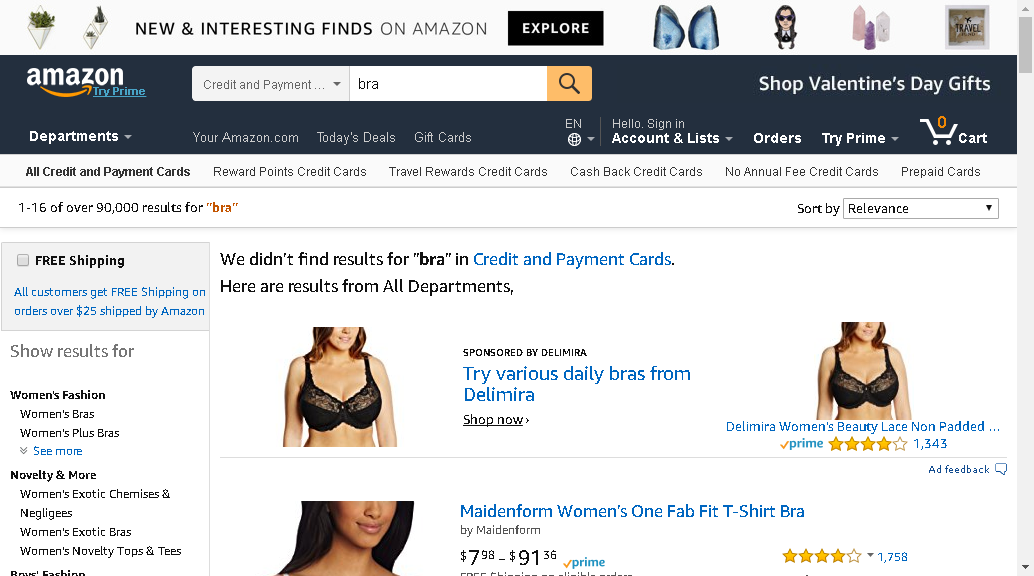 NEW & INTERESTING FINDS ON AMAZON
EXPLORE
TRAVEL
amazon
Try Prime
Credit and Payment ...
bra
Shop Valentine's Day Gifts
Departments
Your Amazon.com
Today's Deals
Gift Cards
EN
Hello. Sign in
Account & Lists
Orders
Try Prime
0
Cart
All Credit and Payment Cards
Reward Points Credit Cards
Travel Rewards Credit Cards
Cash Back Credit Cards
No Annual Fee Credit Cards
Prepaid Cards
1-16 of over 90,000 results for "bra"
Sort by Relevance
FREE Shipping
All customers get FREE Shipping on
orders over $25 shipped by Amazon
Show results for
Women's Fashion
Women's Bras
Women's Plus Bras
See more
Novelty & More
Women's Exotic Chemises &
Negligees
Women's Exotic Bras
Women's Novelty Tops & Tees
Boys' Fashion
We didn't find results for "bra" in Credit and Payment Cards.
Here are results from All Departments,
SPONSORED BY DELIMIRA
Try various daily bras from
Delimira
Shop now ›
Delimira Women's Beauty Lace Non Padded ...
prime
1,343
Ad feedback
Maidenform Women's One Fab Fit T-Shirt Bra
by Maidenform
$7 98 - $91 36 prime
1,758
FREE Shipping on eligible orders